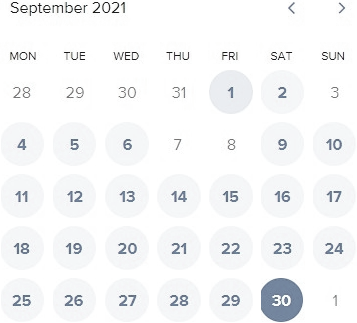 September 2021
MON TUE WED THU FRI SAT SUN
28 29 30 31 1 2 3
4 5 6 7 8 9 10
11 12 13 14 15 16 17
18 19 20 21 22 23 24
25 26 27 28 29 30 1